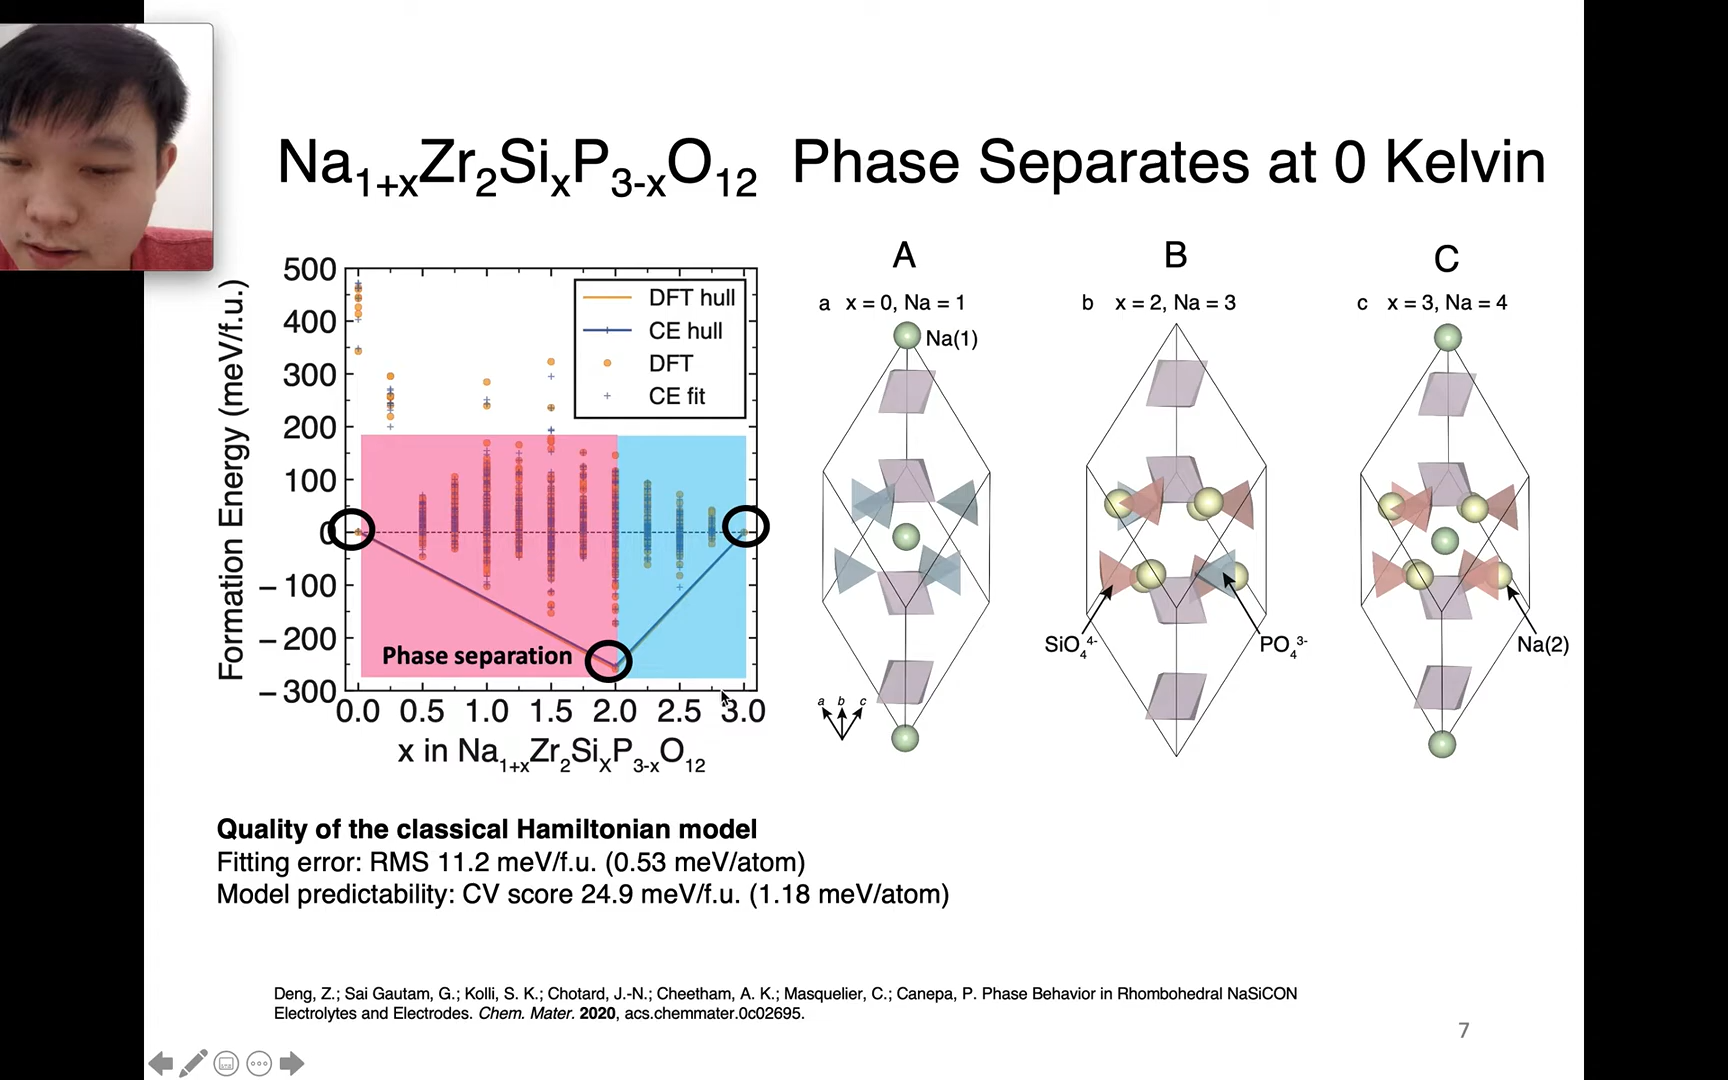 Na1+xZr2SixP3-xO12 Phase Separates at 0 Kelvin
Formation Energy (meV/f.u.)
500
400
300
200
100
0
−100
−200
−300
DFT hull
CE hull
DFT
CE fit
Phase separation
0.0 0.5 1.0 1.5 2.0 2.5 3.0
x in Na1+xZr2SiXP3-xO12
A
a x = 0, Na = 1
Na(1)
a b c
B
b x = 2, Na = 3
SiO4 4-
PO4 3-
C
c x = 3, Na = 4
Na(2)
Quality of the classical Hamiltonian model
Fitting error: RMS 11.2 meV/f.u. (0.53 meV/atom)
Model predictability: CV score 24.9 meV/f.u. (1.18 meV/atom)
Deng, Z.; Sai Gautam, G.; Kolli, S. K.; Chotard, J.-N.; Cheetham, A. K.; Masquelier, C.; Canepa, P. Phase Behavior in Rhombohedral NaSiCON
Electrolytes and Electrodes. Chem. Mater. 2020, acs.chemmater.0c02695.
7